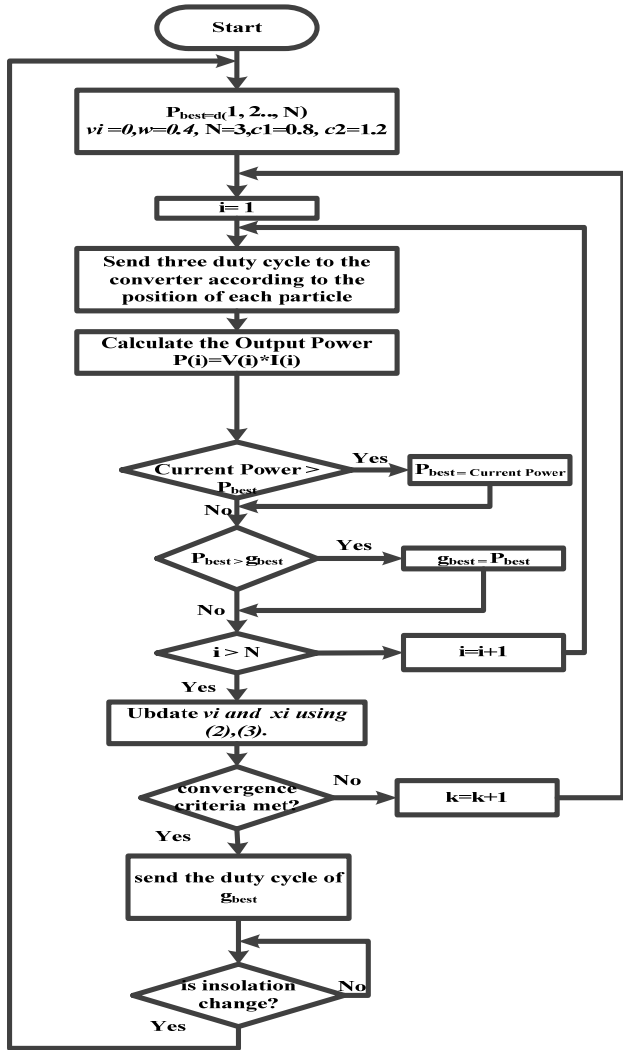 Start
Pbest=d(1, 2.., N)
vi =0,w=0.4, N=3,c1=0.8, c2=1.2
i= 1
Send three duty cycle to the
converter according to the
position of each particle
Calculate the Output Power
P(i)=V(i)*I(i)
Current Power >
Pbest
Yes
Pbest = Current Power
No
Pbest > gbest
Yes
gbest = Pbest
No
i > N
i=i+1
Yes
Ubdate vi and xi using
(2),(3).
convergence
criteria met?
No
k=k+1
Yes
send the duty cycle of
gbest
is insolation
change?
No
Yes